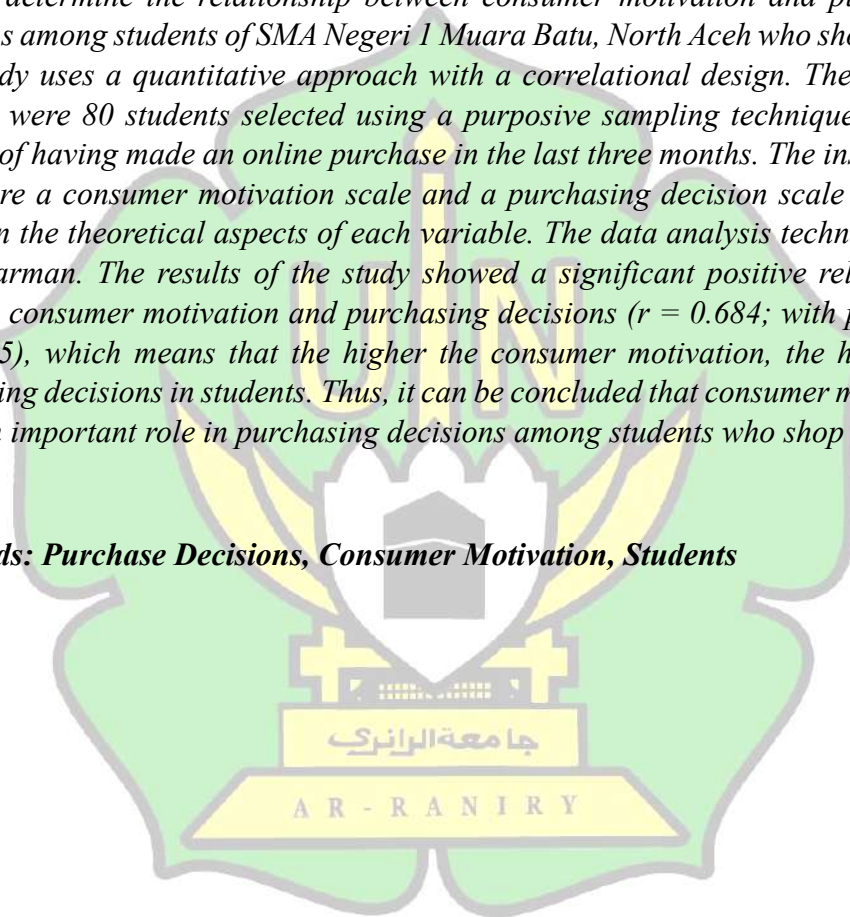 determine the relationship between consumer motivation and pu
s among students of SMA Negeri 1 Muara Batu, North Aceh who sho
dy uses a quantitative approach with a correlational design. The
were 80 students selected using a purposive sampling technique
of having made an online purchase in the last three months. The ins
re a consumer motivation scale and a purchasing decision scale
n the theoretical aspects of each variable. The data analysis techn
arman. The results of the study showed a significant positive rel
consumer motivation and purchasing decisions (r = 0.684; with p
5), which means that the higher the consumer motivation, the h
ing decisions in students. Thus, it can be concluded that consumer m
n important role in purchasing decisions among students who shop
ds: Purchase Decisions, Consumer Motivation, Students
UIN
جامعة الرانري
AR-RANIRY